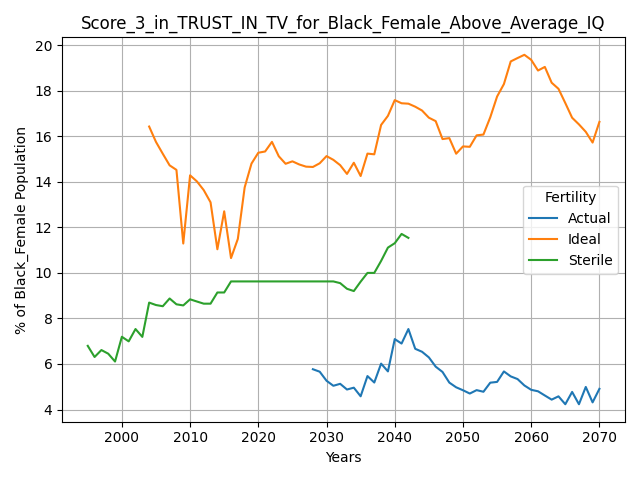 Score_3_in_TRUST_IN_TV_for_Black_Female_Above_Average_IQ
% of Black_Female Population
20
18
16
14
12
10
8
6
4
Fertility
Actual
Ideal
Sterile
2000 2010 2020 2030 2040 2050 2060 2070
Years